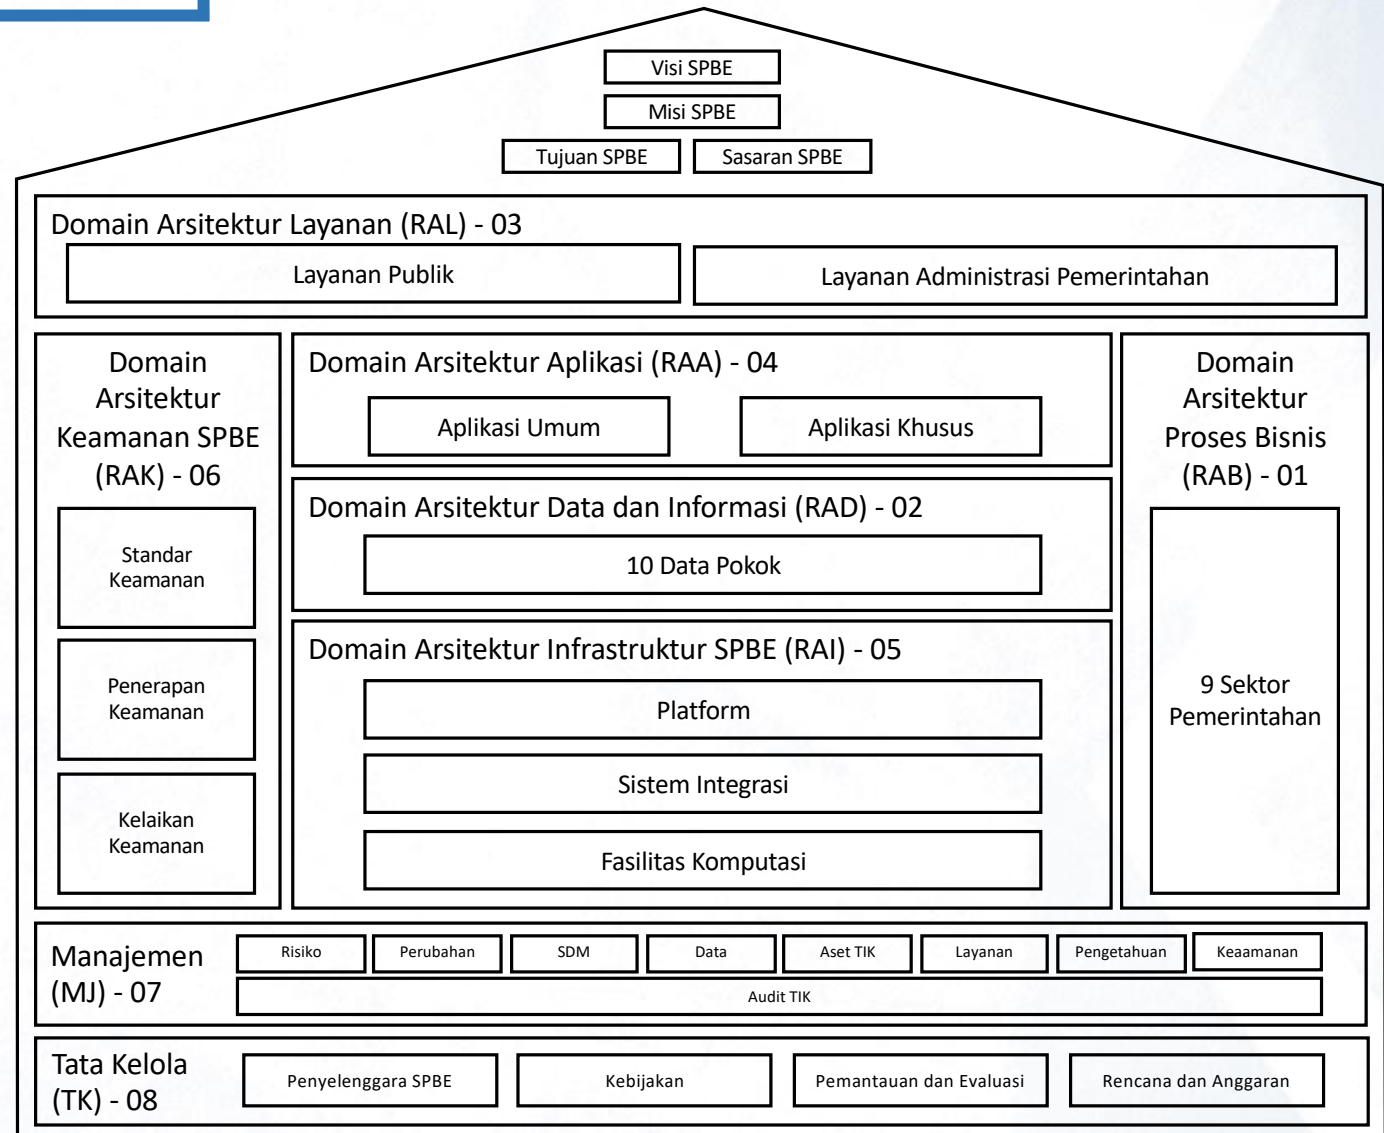 Visi SPBE
Misi SPBE
Tujuan SPBE
Sasaran SPBE
Domain Arsitektur Layanan (RAL) - 03
Layanan Publik
Layanan Administrasi Pemerintahan
Domain
Arsitektur
Keamanan SPBE
(RAK) - 06
Standar
Keamanan
Penerapan
Keamanan
Kelaikan
Keamanan
Domain Arsitektur Aplikasi (RAA) - 04
Aplikasi Umum
Aplikasi Khusus
Domain Arsitektur Data dan Informasi (RAD) - 02
10 Data Pokok
Domain Arsitektur Infrastruktur SPBE (RAI) - 05
Platform
Sistem Integrasi
Fasilitas Komputasi
Domain
Arsitektur
Proses Bisnis
(RAB) - 01
9 Sektor
Pemerintahan
Manajemen
(MJ) - 07
Risiko
Perubahan
SDM
Data
Aset TIK
Layanan
Pengetahuan
Keaamanan
Audit TIK
Tata Kelola
(TK) - 08
Penyelenggara SPBE
Kebijakan
Pemantauan dan Evaluasi
Rencana dan Anggaran